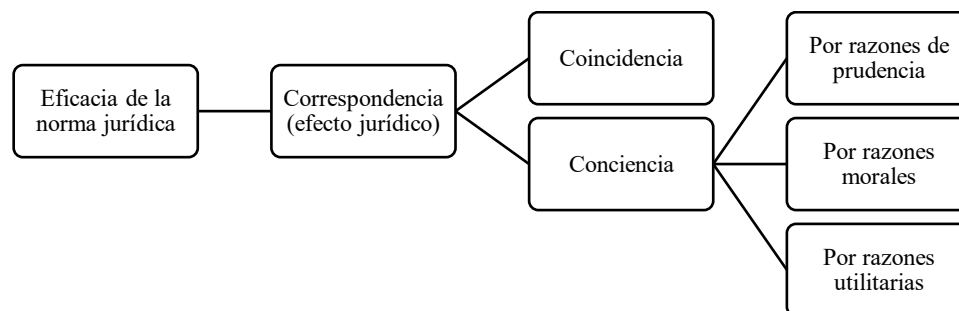 Eficacia de la
norma jurídica
Correspondencia
(efecto jurídico)
Coincidencia
Conciencia
Por razones de
prudencia
Por razones
morales
Por razones
utilitarias